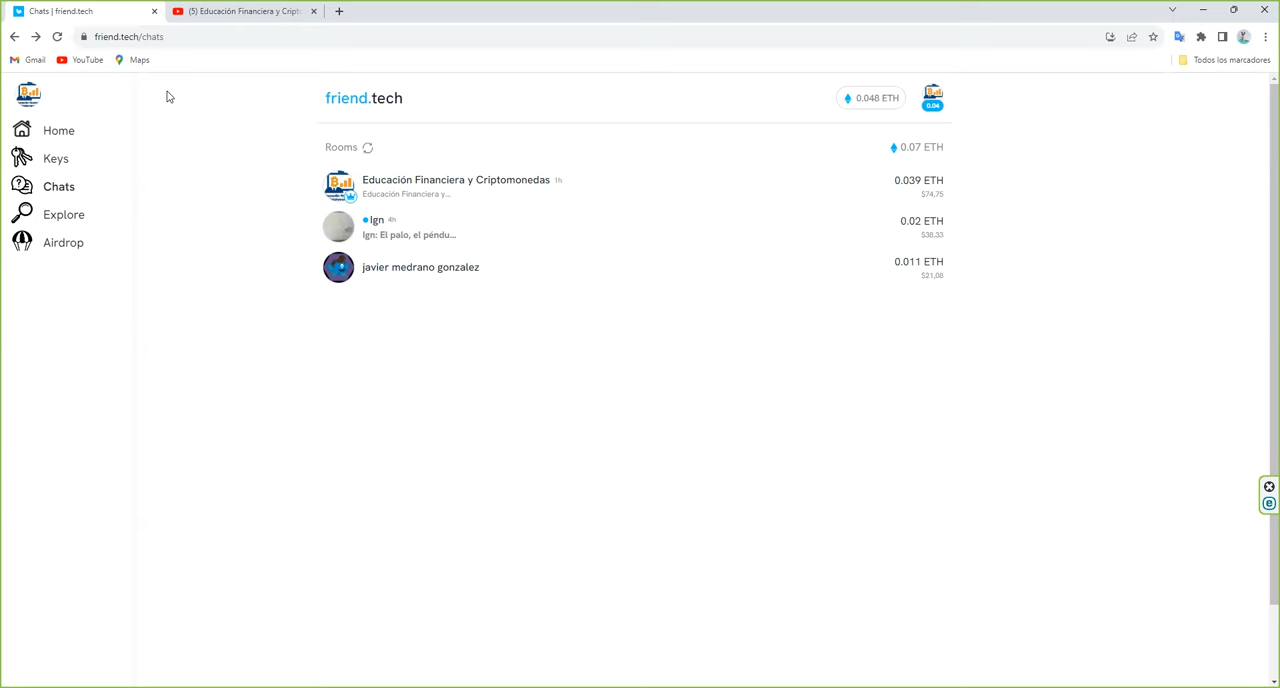 Chats | friend.tech
(5) Educación Financiera y Cripto
friend.tech/chats
Gmail
YouTube
Maps
Todos los marcadores
Home
Keys
Chats
Explore
Airdrop
friend.tech
0.048 ETH
0.04
Rooms
0.07 ETH
Educación Financiera y Criptomonedas 1h
Educación Financiera y...
0.039 ETH
$74,75
Ign 4h
Ign: El palo, el péndu...
0.02 ETH
$38,33
javier medrano gonzalez
0.011 ETH
$21,08